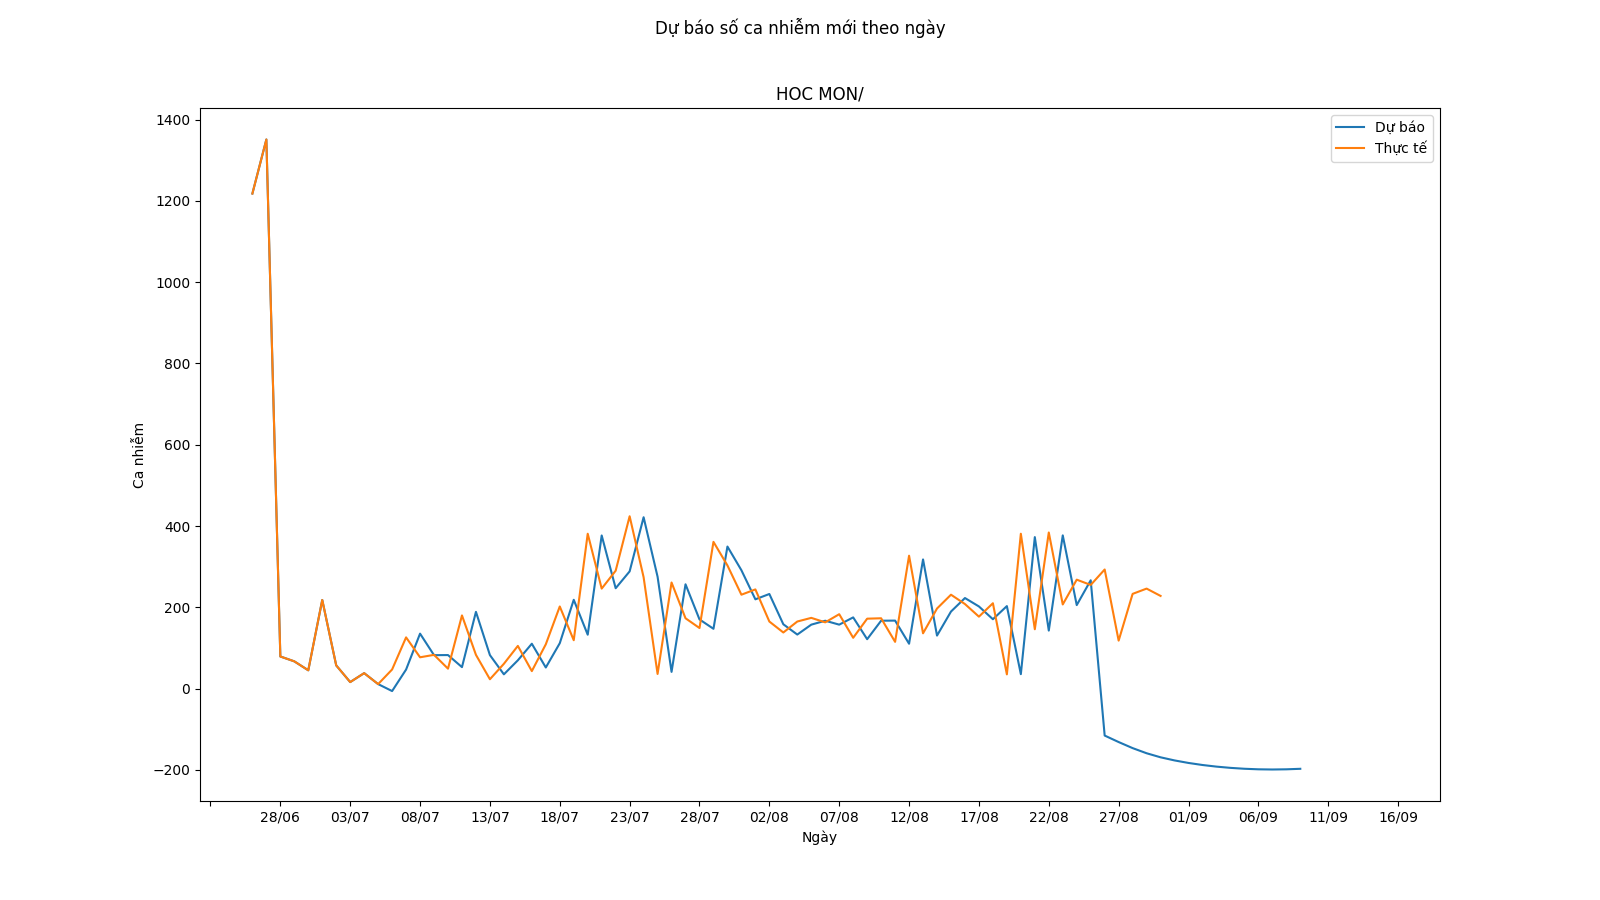 Dự báo số ca nhiễm mới theo ngày
HOC MON/
Dự báo
Thực tế
1400
1200
1000
800
600
400
200
0
−200
Ca nhiễm
28/06 03/07 08/07 13/07 18/07 23/07 28/07 02/08 07/08 12/08 17/08 22/08 27/08 01/09 06/09 11/09 16/09
Ngày